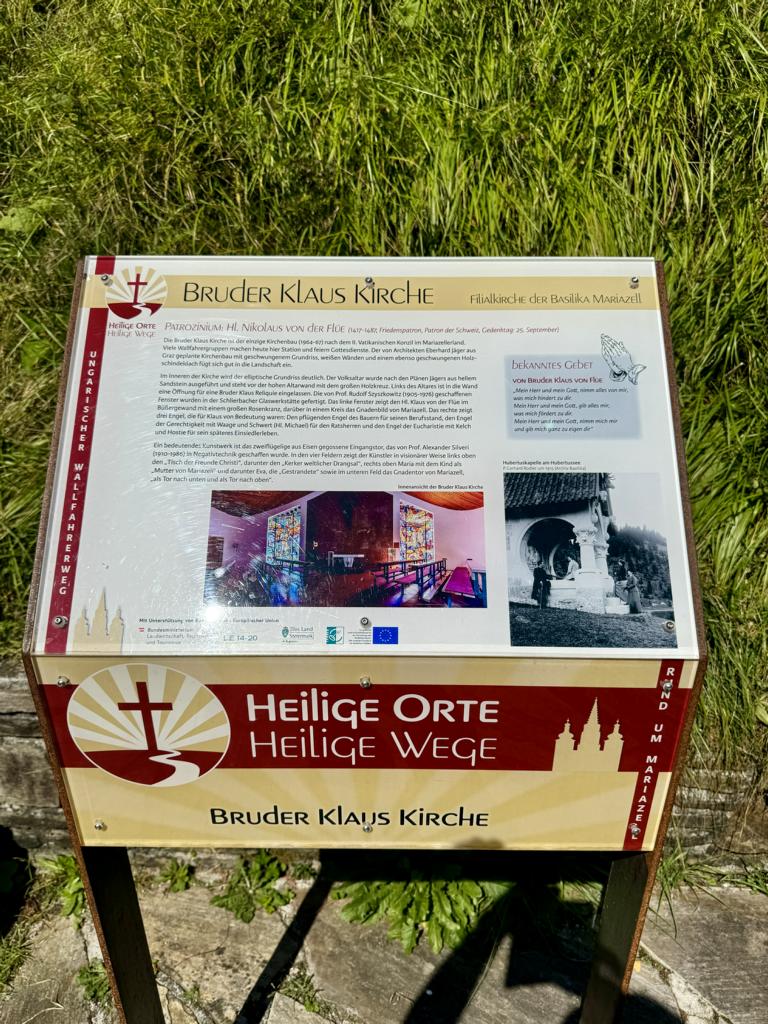 Bruder Klaus Kirche
Filialkirche der Basilika Mariazell
Heilige Orte
Heilige Wege
Ungarischer Wallfahrerweg
Patrozinium: Hl. Nikolaus von der Flüe (1417-1487, Friedenspatron, Patron der Schweiz, Gedenktag: 25. September)
Die Bruder Klaus Kirche ist der einzige Kirchenbau (1964-67) nach dem II. Vatikanischen Konzil im Mariazellerland.
Viele Wallfahrergruppen machen heute hier Station und feiern Gottesdienste. Der von Architekten Eberhard Jäger aus
Graz geplante Kirchenbau mit geschwungenem Grundriss, weißen Wänden und einem ebenso geschwungenen Holz-
schindeldach fügt sich gut in die Landschaft ein.
Im Inneren der Kirche wird der elliptische Grundriss deutlich. Der Volksaltar wurde nach den Plänen Jägers aus hellem
Sandstein ausgeführt und steht vor der hohen Altarwand mit dem großen Holzkreuz. Links des Altares ist in die Wand
eine Öffnung für eine Bruder Klaus Reliquie eingelassen. Die von Prof. Rudolf Szyszkowitz (1905-1976) geschaffenen
Fenster wurden in der Schlierbacher Glaswerkstätte gefertigt. Das linke Fenster zeigt den Hl. Klaus von der Flüe im
Büßergewand mit einem großen Rosenkranz, darüber in einem Kreis das Gnadenbild von Mariazell. Das rechte zeigt
drei Engel, die für Klaus von Bedeutung waren: Den pflügenden Engel des Bauern für seinen Berufsstand, den Engel
der Gerechtigkeit mit Waage und Schwert (Hl. Michael) für den Ratsherren und den Engel der Eucharistie mit Kelch
und Hostie für sein späteres Einsiedlerleben.
Ein bedeutendes Kunstwerk ist das zweiflügelige aus Eisen gegossene Eingangstor, das von Prof. Alexander Silveri
(1910-1986) in Negativtechnik geschaffen wurde. In den vier Feldern zeigt der Künstler in visionärer Weise links oben
den „Tisch der Freunde Christi“, darunter den „Kerker weltlicher Drangsal“, rechts oben Maria mit dem Kind als
„Mutter von Mariazell“ und darunter Eva, die „Gestrandete“ sowie im unteren Feld das Gnadentor von Mariazell,
„als Tor nach unten und als Tor nach oben“.
Innenansicht der Bruder Klaus Kirche
bekanntes Gebet
von Bruder Klaus von Flüe
„Mein Herr und mein Gott, nimm alles von mir,
was mich hindert zu dir.
Mein Herr und mein Gott, gib alles mir,
was mich fördert zu dir.
Mein Herr und mein Gott, nimm mich mir
und gib mich ganz zu eigen dir“
Hubertuskapelle am Hubertussee
Mit Unterstützung von
Europäischer Union
Bundesministerium
Landwirtschaft,
und Tourismus
LE 14-20
Das Land
Steiermark
Heilige Orte
Heilige Wege
Bruder Klaus Kirche
Rund um Mariazell